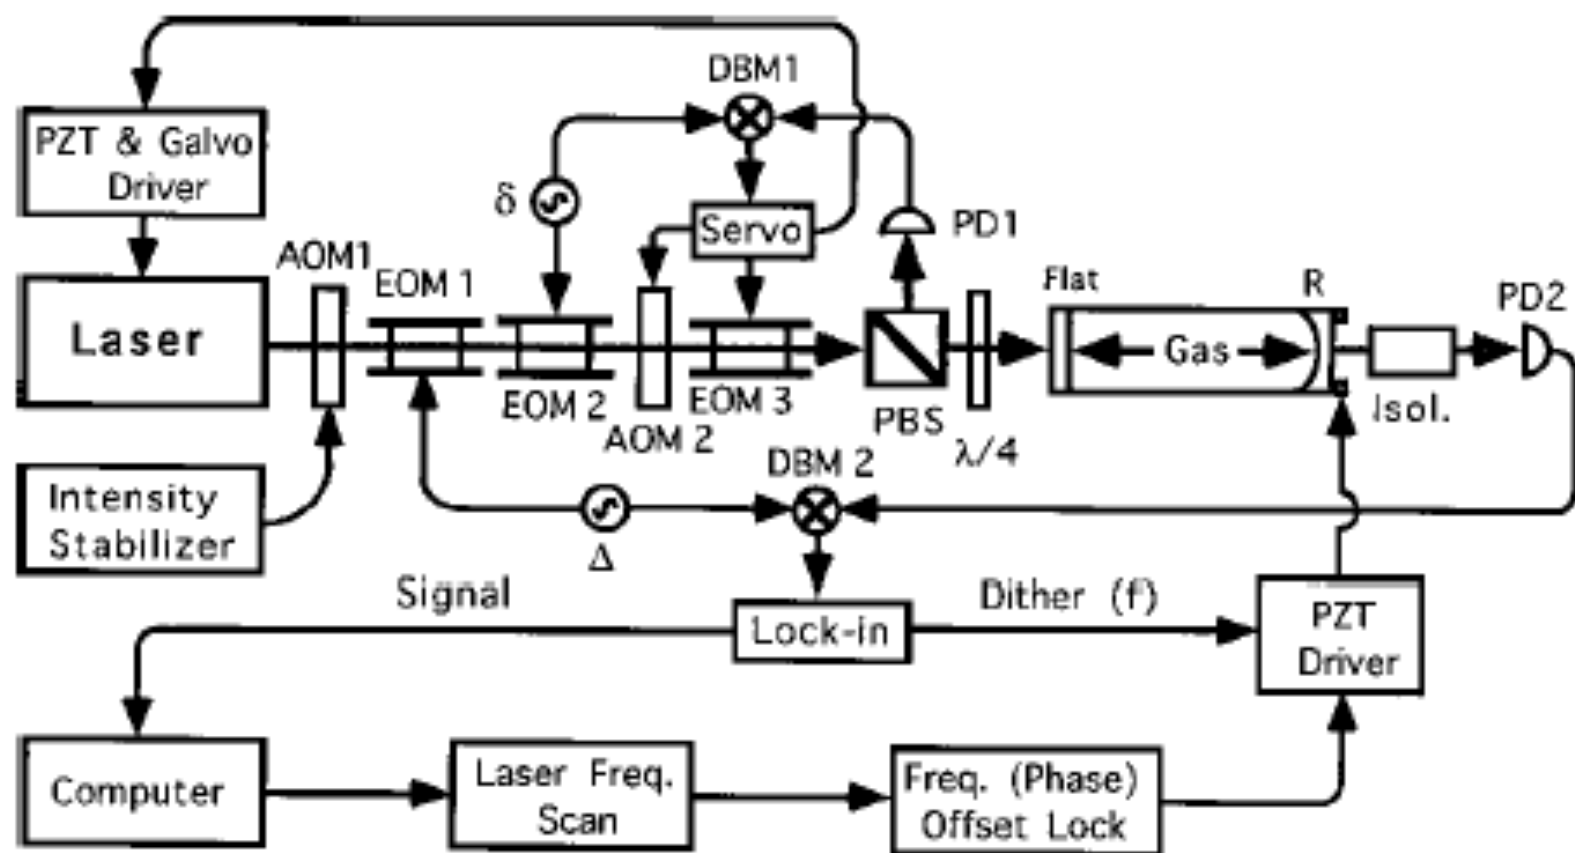 DBM1
PZT & Galvo
Driver
δ
Servo
PD1
AOM1
EOM 1
Flat
R
PD2
Laser
Gas
EOM 2
EOM 3
AOM 2
PBS
λ/4
Isol.
DBM 2
Intensity
Stabilizer
Δ
Signal
Dither (f)
Lock-in
PZT
Driver
Computer
Laser Freq.
Scan
Freq. (Phase)
Offset Lock